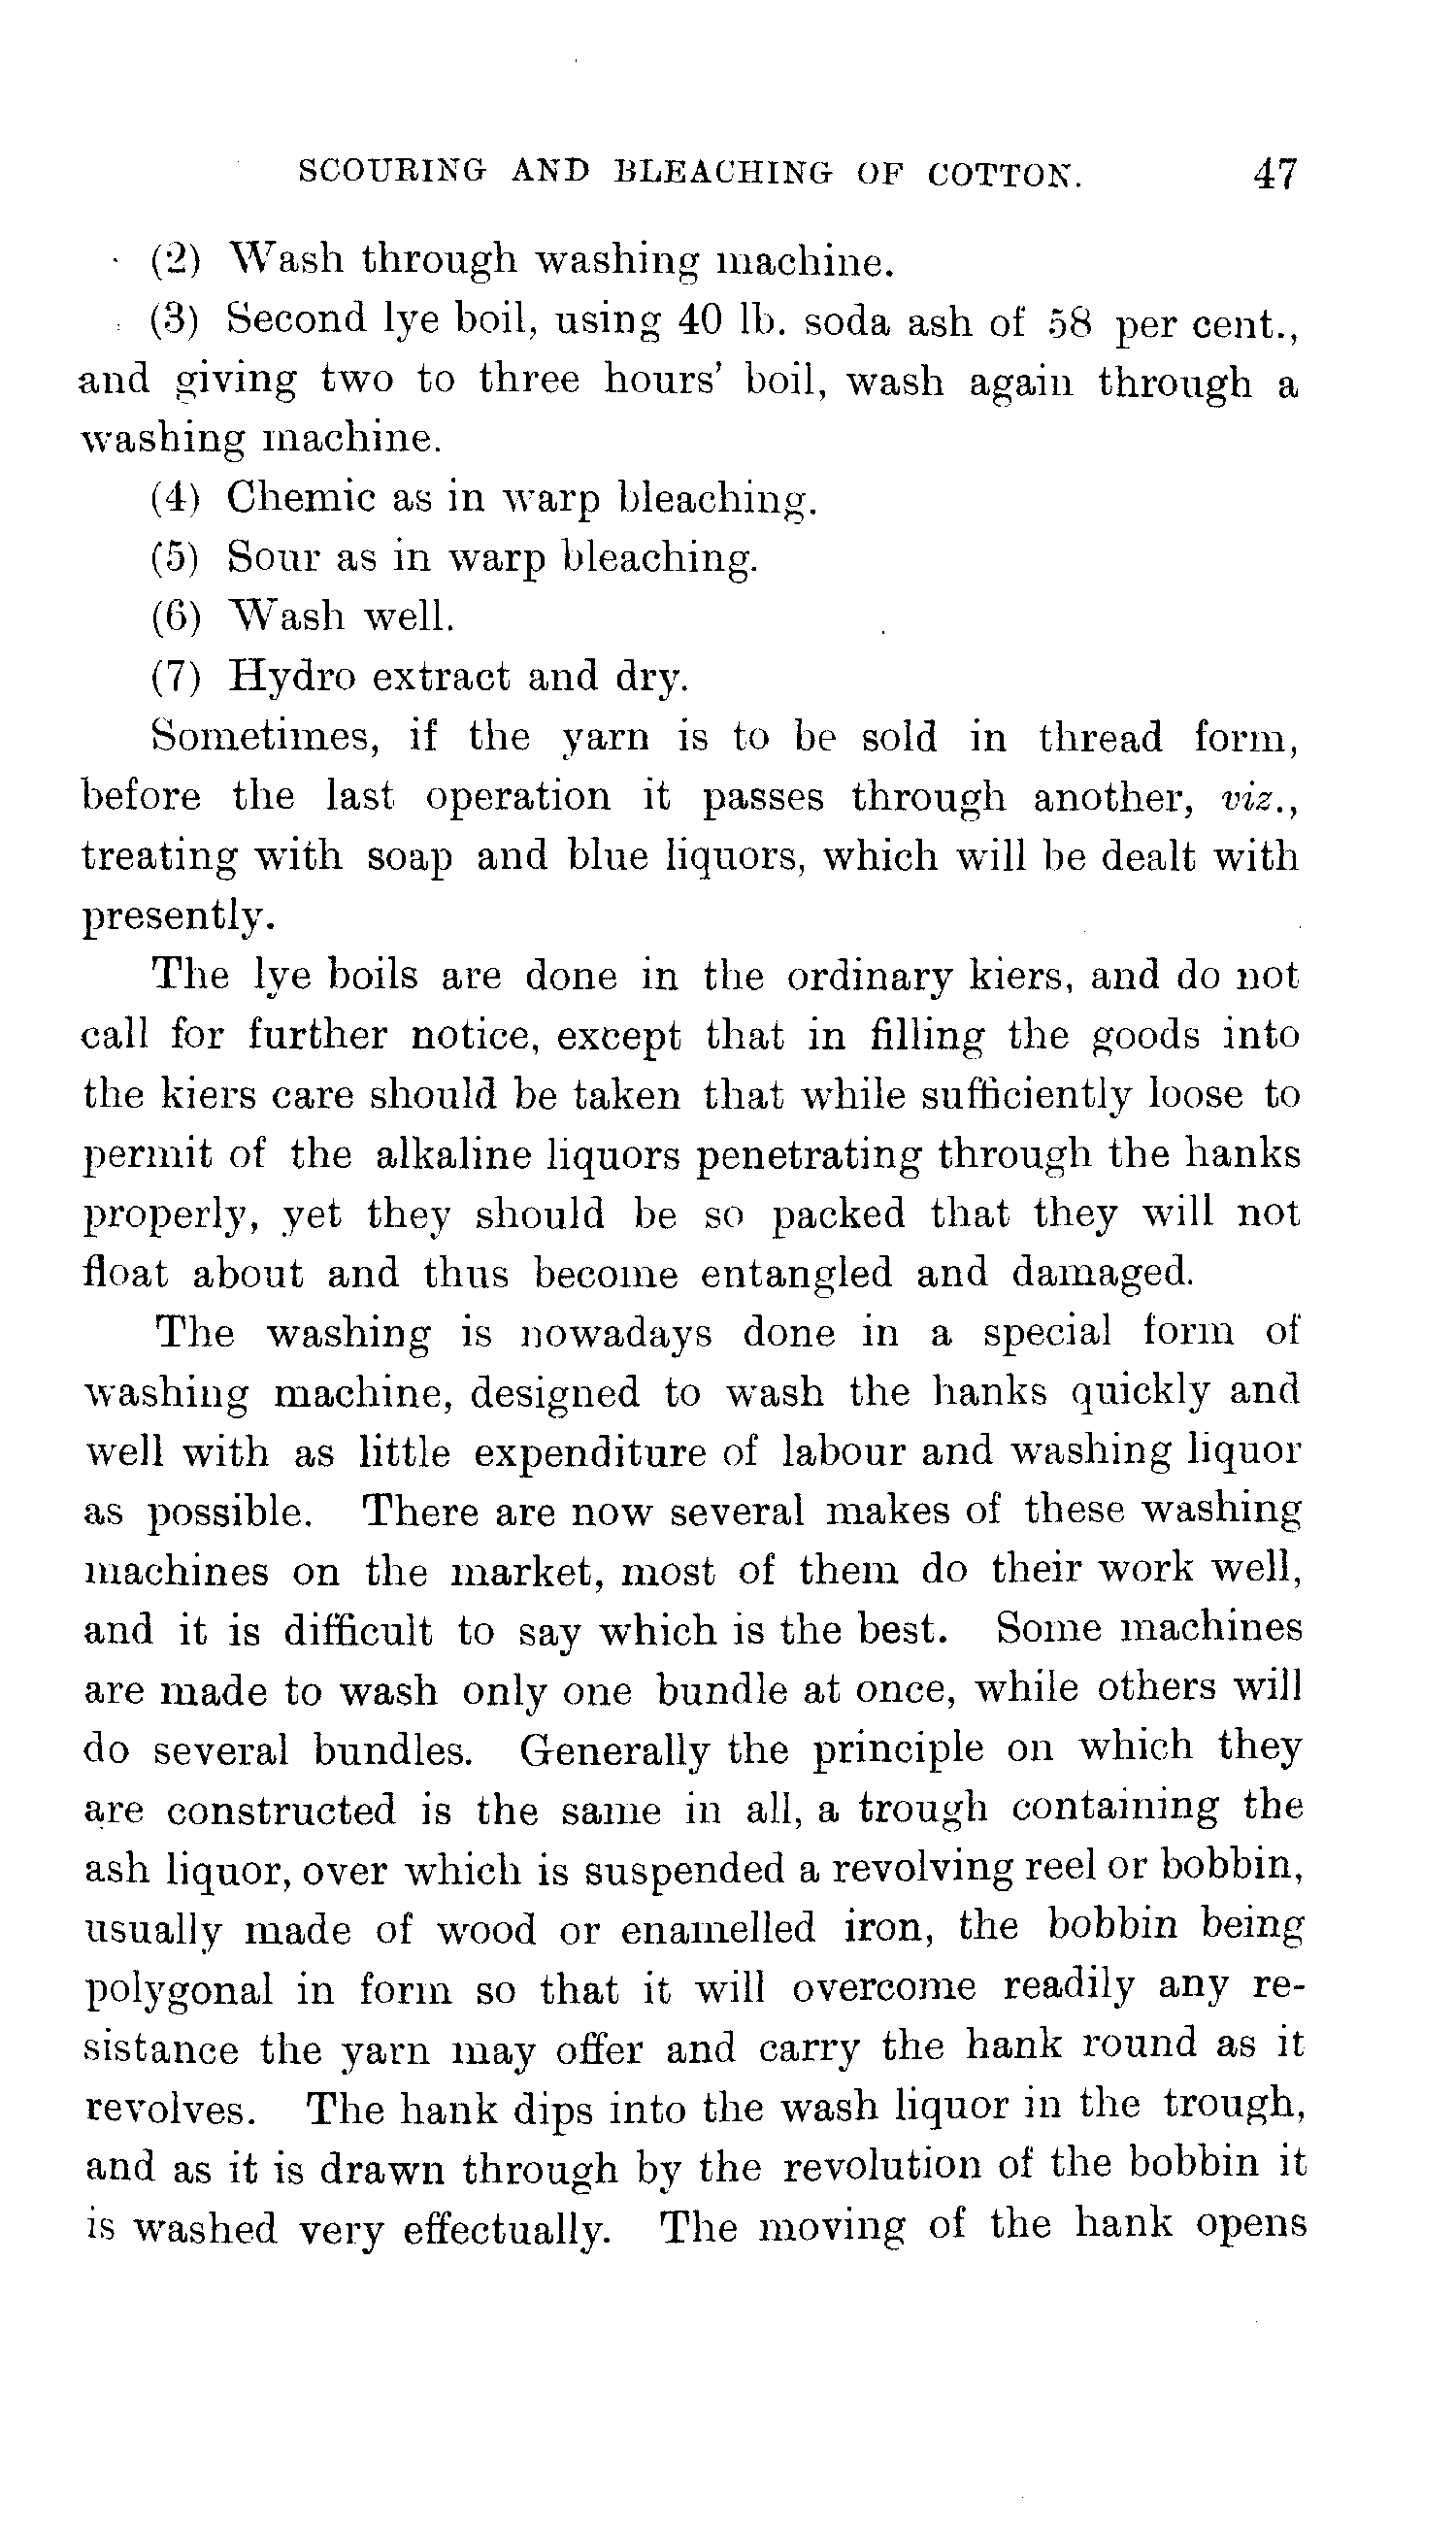 SCOURING AND BLEACHING OF COTTON. 47
(2) Wash through washing machine.
(3) Second lye boil, using 40 lb. soda ash of 58 per cent.,
and giving two to three hours' boil, wash again through a
washing machine.
(4) Chemic as in warp bleaching.
(5) Sour as in warp bleaching.
(6) Wash well.
(7) Hydro extract and dry.
Sometimes, if the yarn is to be sold in thread form,
before the last operation it passes through another, viz.,
treating with soap and blue liquors, which will be dealt with
presently.
The lye boils are done in the ordinary kiers, and do not
call for further notice, except that in filling the goods into
the kiers care should be taken that while sufficiently loose to
permit of the alkaline liquors penetrating through the hanks
properly, yet they should be so packed that they will not
float about and thus become entangled and damaged.
The washing is nowadays done in a special form of
washing machine, designed to wash the hanks quickly and
well with as little expenditure of labour and washing liquor
as possible. There are now several makes of these washing
machines on the market, most of them do their work well,
and it is difficult to say which is the best. Some machines
are made to wash only one bundle at once, while others will
do several bundles. Generally the principle on which they
are constructed is the same in all, a trough containing the
ash liquor, over which is suspended a revolving reel or bobbin,
usually made of wood or enamelled iron, the bobbin being
polygonal in form so that it will overcome readily any re-
sistance the yarn may offer and carry the hank round as it
revolves. The hank dips into the wash liquor in the trough,
and as it is drawn through by the revolution of the bobbin it
is washed very effectually. The moving of the hank opens